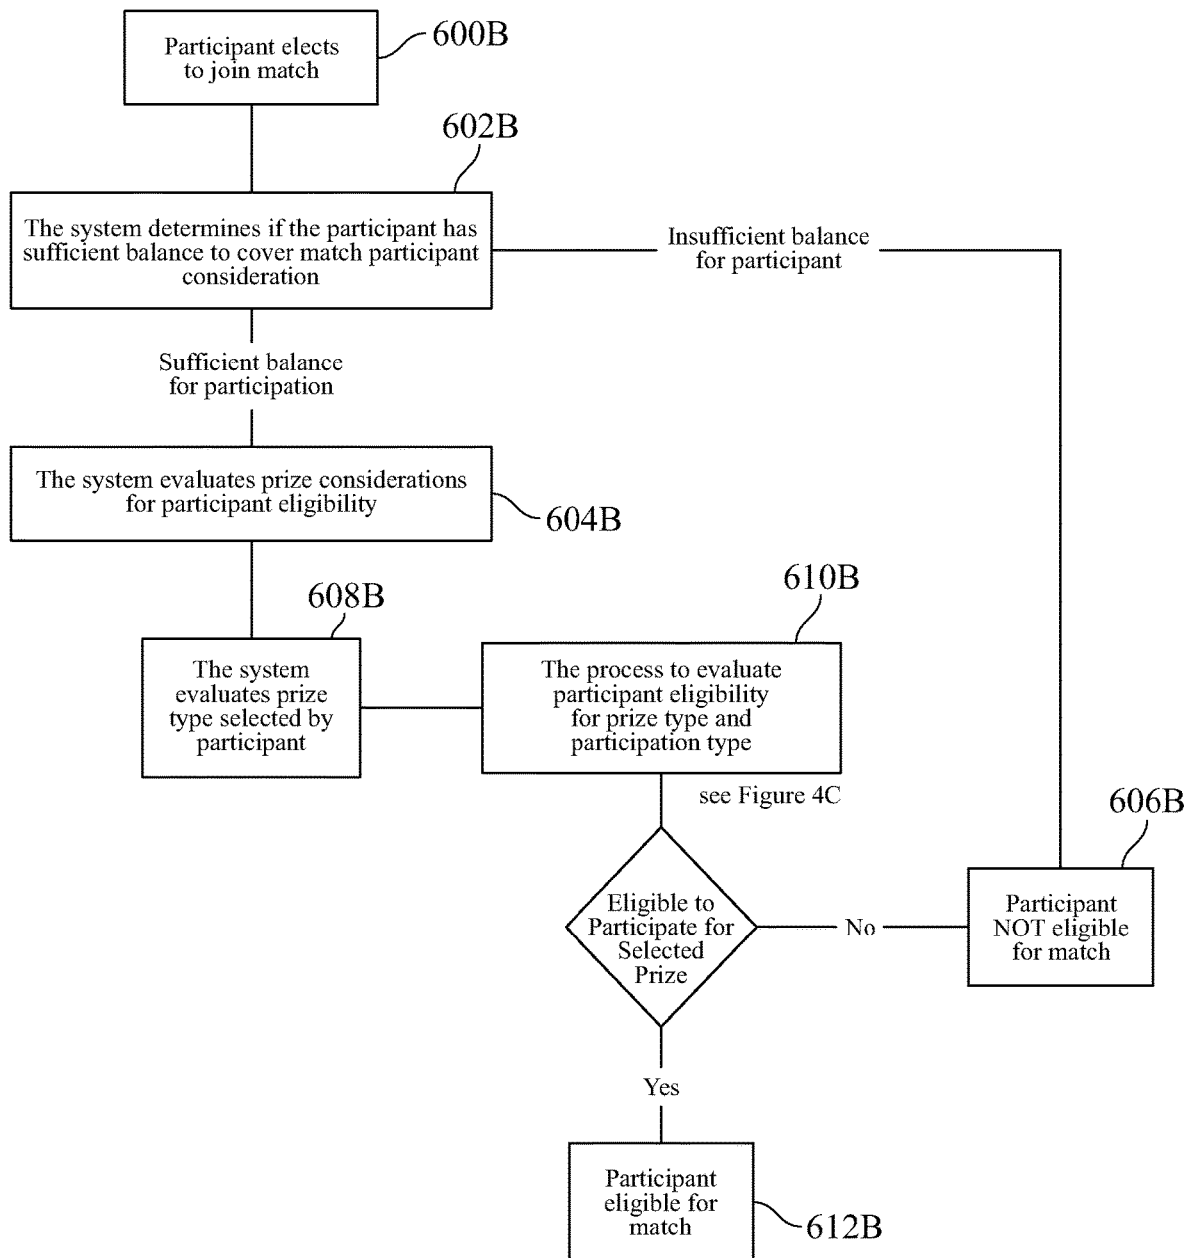 Participant elects
to join match
600B
602B
The system determines if the participant has
sufficient balance to cover match participant
consideration
Insufficient balance
for participant
Sufficient balance
for participation
The system evaluates prize considerations
for participant eligibility
604B
608B
610B
The system
evaluates prize
type selected by
participant
The process to evaluate
participant eligibility
for prize type and
participation type
see Figure 4C
606B
Eligible to
Participate for
Selected
Prize
No
Participant
NOT eligible
for match
Yes
Participant
eligible for
match
612B